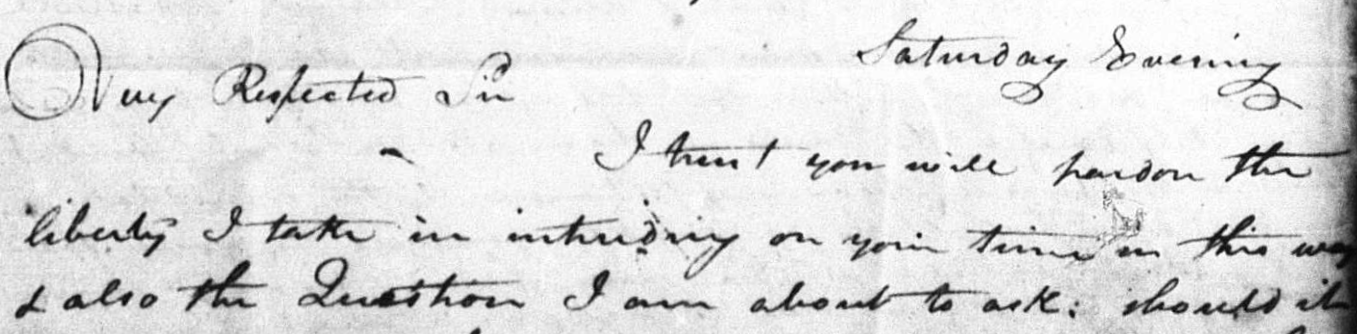 Saturday Evening
Very Respected Sir
I trust you will pardon the
liberty I take in intruding on your time in this way
& also the Question I am about to ask: should it